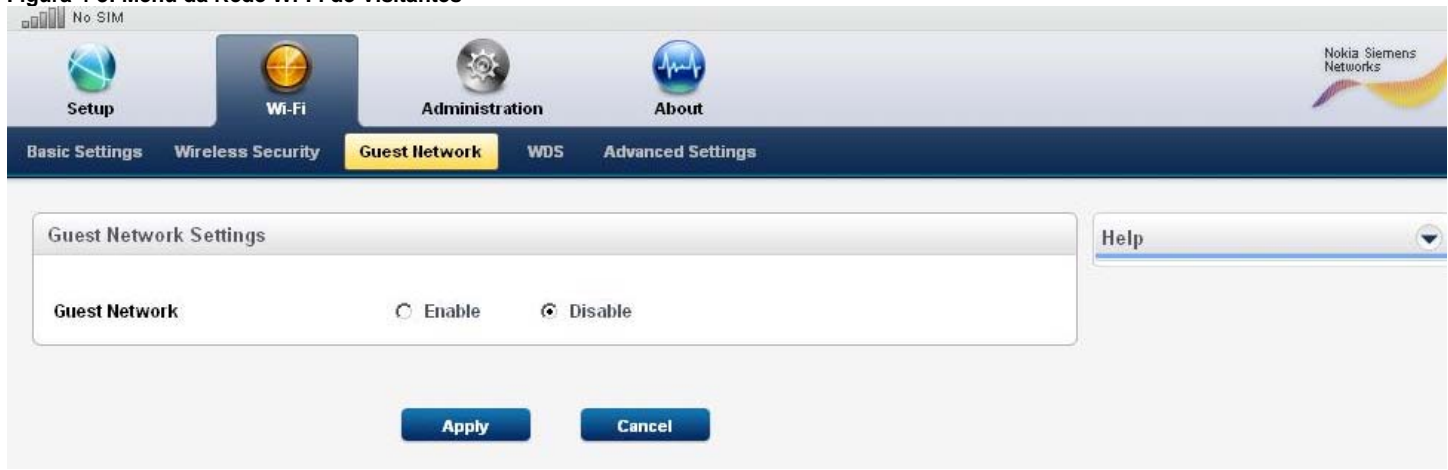 No SIM
Nokia Siemens
Networks
Setup
Wi-Fi
Administration
About
Basic Settings Wireless Security Guest Network WDS Advanced Settings
Guest Network Settings
Help
Guest Network Enable Disable
Apply Cancel